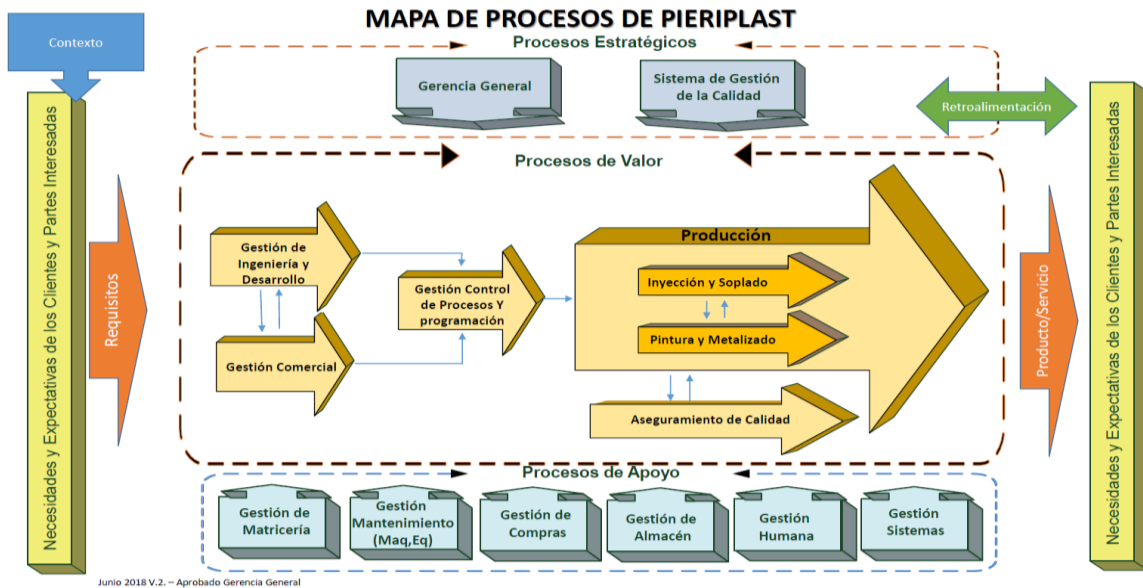 MAPA DE PROCESOS DE PIERIPLAST
Contexto
Procesos Estratégicos
Gerencia General
Sistema de Gestión
de la Calidad
Retroalimentación
Necesidades y Expectativas de los Clientes y Partes Interesadas
Requisitos
Procesos de Valor
Gestión de
Ingeniería y
Desarrollo
Gestión Comercial
Gestión Control
de Procesos Y
programación
Producción
Inyección y Soplado
Pintura y Metalizado
Aseguramiento de Calidad
Producto/Servicio
Necesidades y Expectativas de los Clientes y Partes Interesadas
Procesos de Apoyo
Gestión de
Matricería
Gestión
Mantenimiento
(Maq,Eq)
Gestión de
Compras
Gestión de
Almacén
Gestión
Humana
Gestión
Sistemas
Junio 2018 V.2. – Aprobado Gerencia General